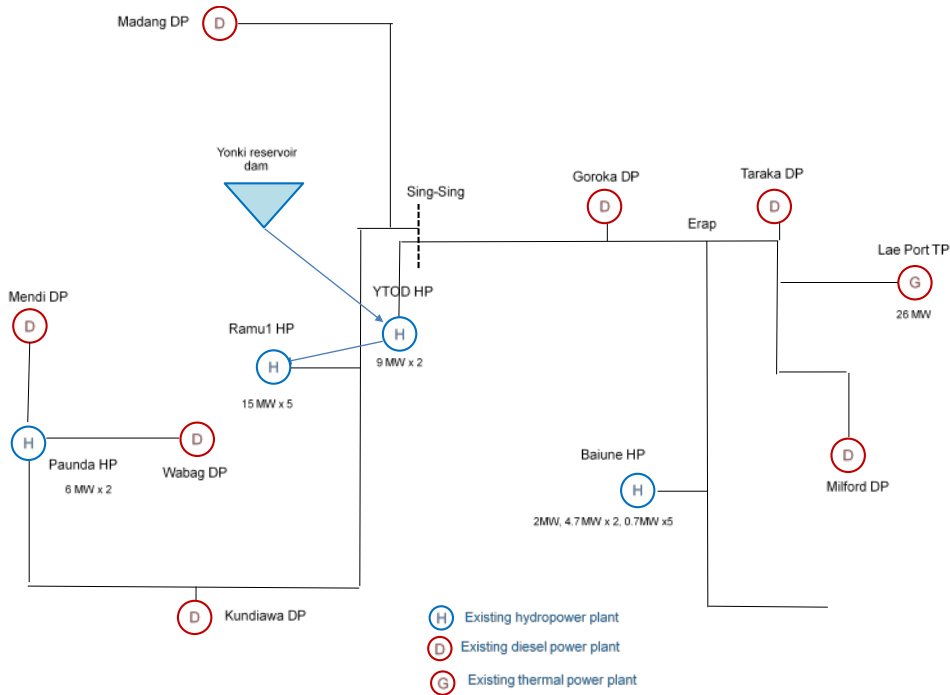 Madang DP
D
Yonki reservoir
dam
Sing-Sing
Goroka DP
D
Taraka DP
D
Erap
Lae Port TP
G
26 MW
YTOD HP
H
9 MW x 2
Mendi DP
D
Ramu1 HP
H
15 MW x 5
H
Paunda HP
6 MW x 2
D
Wabag DP
Baiune HP
H
2MW, 4.7 MW x 2, 0.7MW x5
D
Milford DP
D
Kundiawa DP
H Existing hydropower plant
D Existing diesel power plant
G Existing thermal power plant